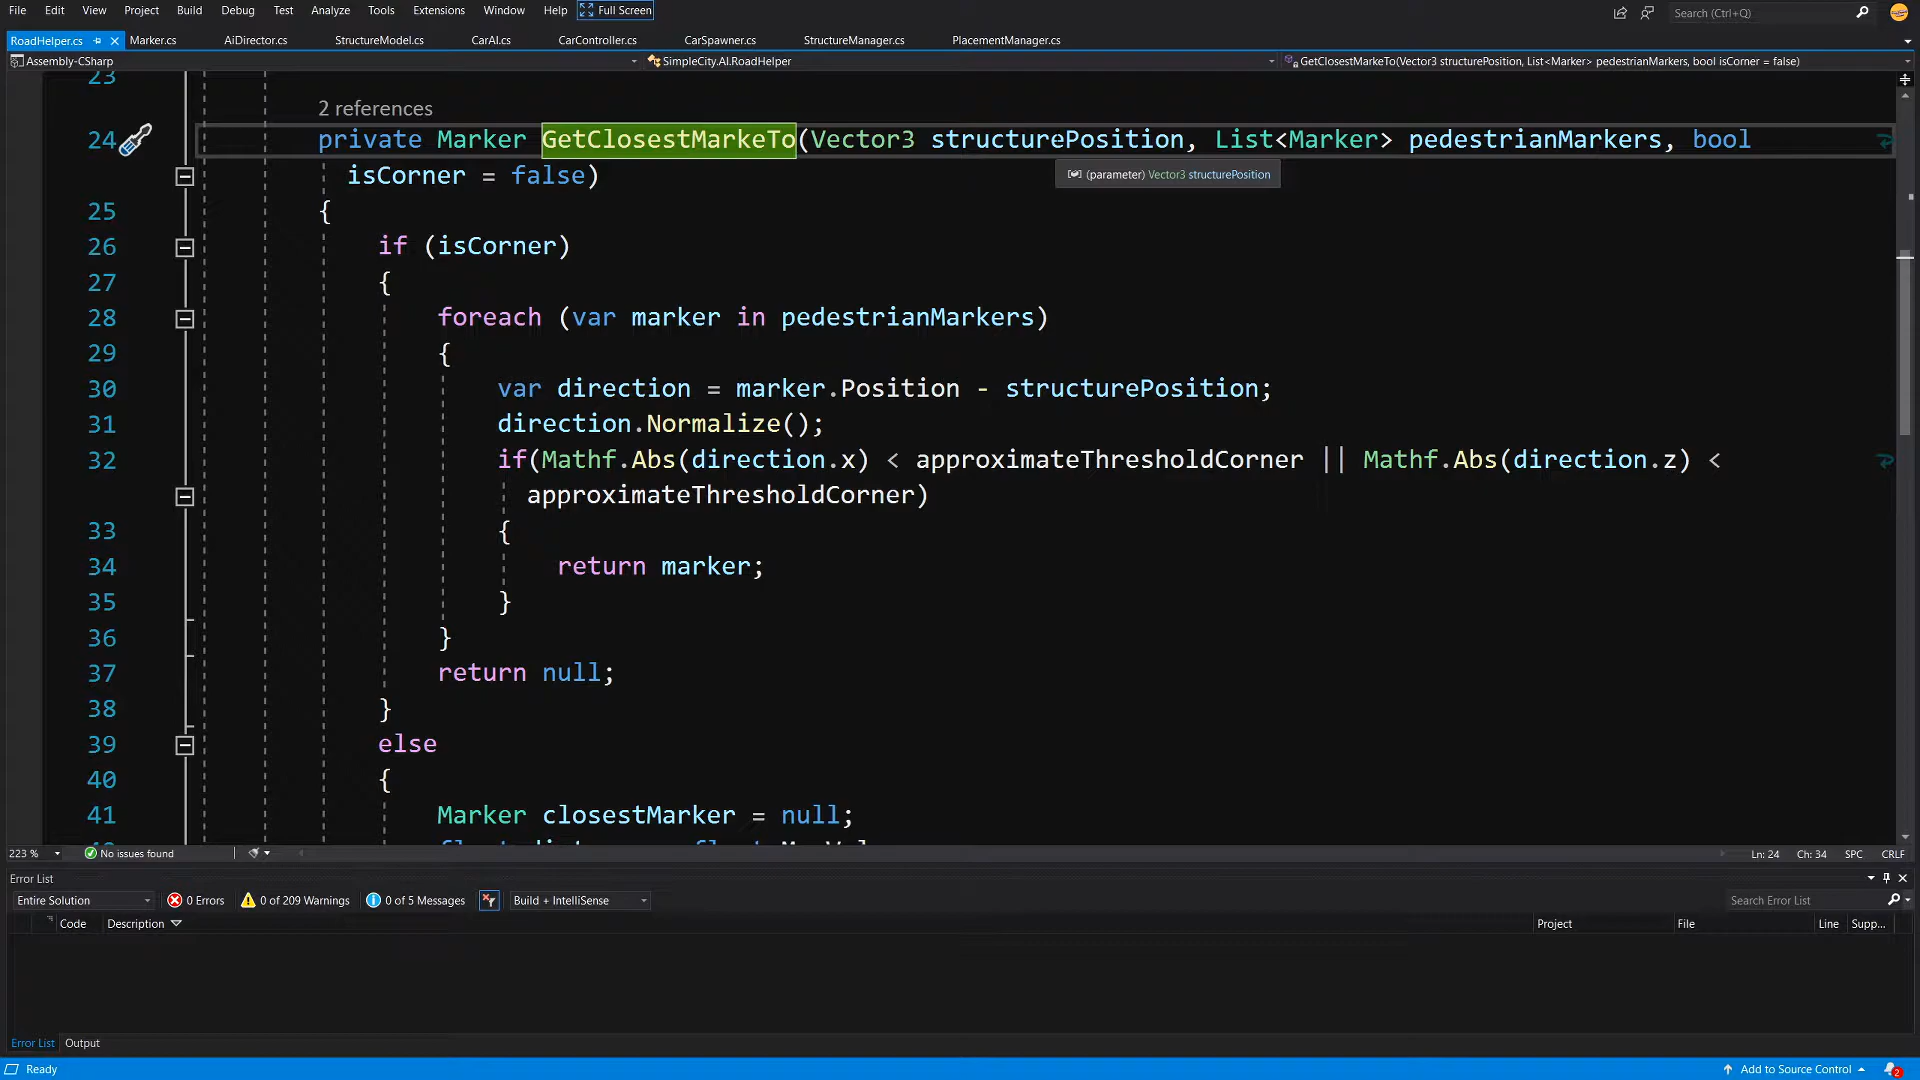 File Edit View Project Build Debug Test Analyze Tools Extensions Window Help Full Screen Search (Ctrl+Q)
RoadHelper.cs Marker.cs AiDirector.cs StructureModel.cs CarAI.cs CarController.cs CarSpawner.cs StructureManager.cs PlacementManager.cs
Assembly-CSharp SimpleCity.AI.RoadHelper GetClosestMarkeTo(Vector3 structurePosition, List<Marker> pedestrianMarkers, bool isCorner = false)
23
2 references
24 private Marker GetClosestMarkeTo(Vector3 structurePosition, List<Marker> pedestrianMarkers, bool
isCorner = false)
(parameter) Vector3 structurePosition
25 {
26 if (isCorner)
27 {
28 foreach (var marker in pedestrianMarkers)
29 {
30 var direction = marker.Position - structurePosition;
31 direction.Normalize();
32 if(Mathf.Abs(direction.x) < approximateThresholdCorner || Mathf.Abs(direction.z) <
approximateThresholdCorner)
33 {
34 return marker;
35 }
36 }
37 return null;
38 }
39 else
40 {
41 Marker closestMarker = null;
223 % No issues found Ln: 24 Ch: 34 SPC CRLF
Error List
Entire Solution 0 Errors 0 of 209 Warnings 0 of 5 Messages Build + IntelliSense Search Error List
Code Description Project File Line Supp...
Error List Output
Ready Add to Source Control 2